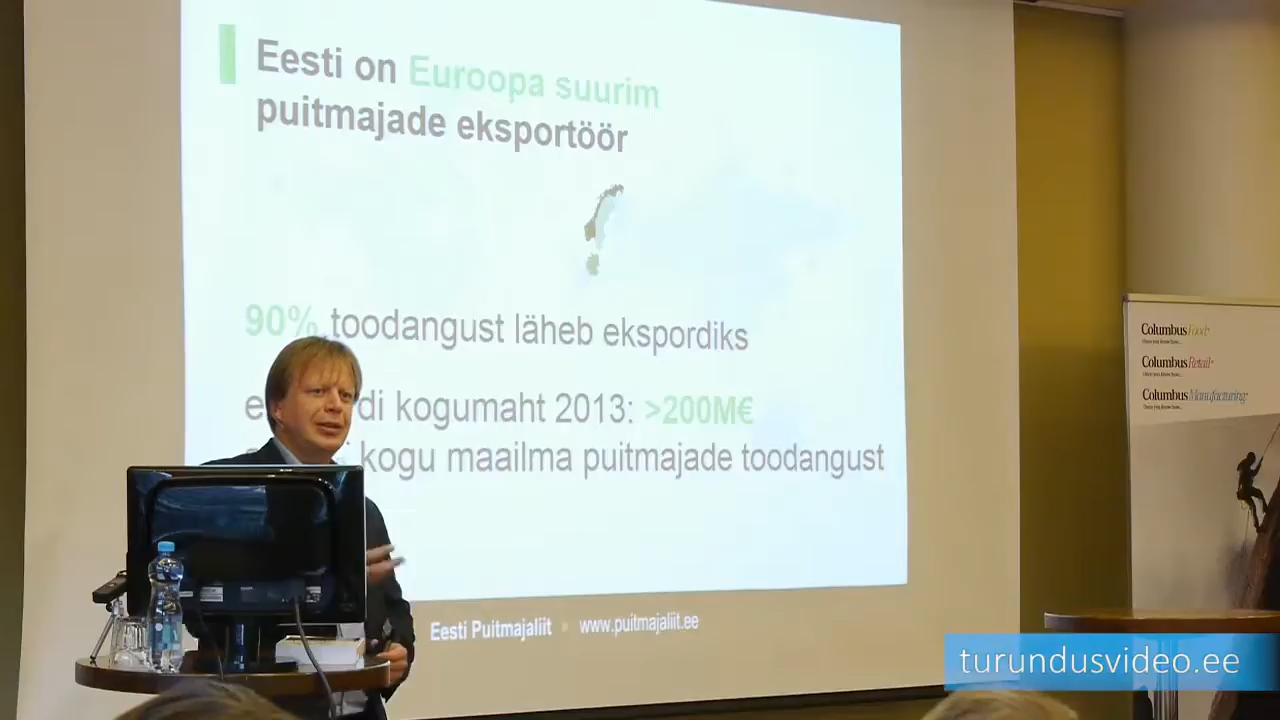 Eesti on Euroopa suurim
puitmajade eksportöör
90% toodangust läheb ekspordiks
kogumaht 2013: >200M€
kogu maailma puitmajade toodangust
Eesti Puitmajaliit • www.puitmajaliit.ee
Columbus Food
Columbus Retail
Columbus Manufacturing
turundusvideo.ee